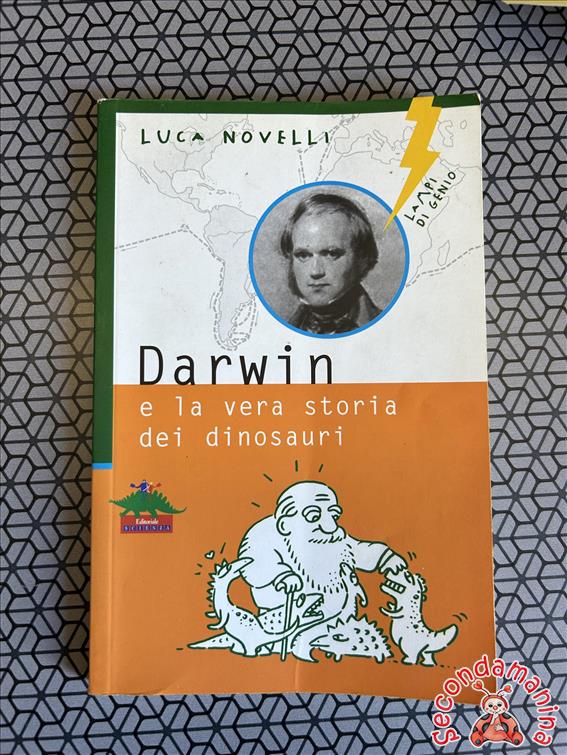 LUCA NOVELLI
LAMPI
DI GENIO
Darwin
e la vera storia
dei dinosauri
Editoriale
SCIENZA
Secondamanina